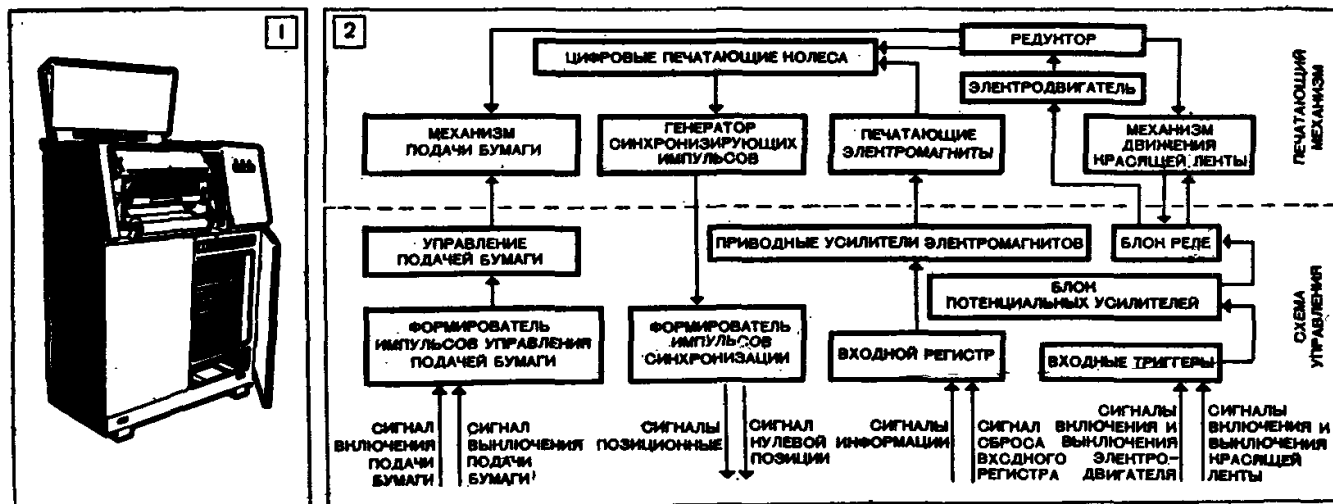 1
2
РЕДУКТОР
ЦИФРОВЫЕ ПЕЧАТАЮЩИЕ КОЛЕСА
ЭЛЕКТРОДВИГАТЕЛЬ
МЕХАНИЗМ
ПОДАЧИ БУМАГИ
ГЕНЕРАТОР
СИНХРОНИЗИРУЮЩИХ
ИМПУЛЬСОВ
ПЕЧАТАЮЩИЕ
ЭЛЕКТРОМАГНИТЫ
МЕХАНИЗМ
ДВИЖЕНИЯ
КРАСЯЩЕЙ ЛЕНТЫ
ПЕЧАТАЮЩИЙ
МЕХАНИЗМ
УПРАВЛЕНИЕ
ПОДАЧЕЙ БУМАГИ
ПРИВОДНЫЕ УСИЛИТЕЛИ ЭЛЕКТРОМАГНИТОВ
БЛОК РЕЛЕ
БЛОК
ПОТЕНЦИАЛЬНЫХ УСИЛИТЕЛЕЙ
ФОРМИРОВАТЕЛЬ
ИМПУЛЬСОВ УПРАВЛЕНИЯ
ПОДАЧЕЙ БУМАГИ
ФОРМИРОВАТЕЛЬ
ИМПУЛЬСОВ
СИНХРОНИЗАЦИИ
ВХОДНОЙ РЕГИСТР
ВХОДНЫЕ ТРИГГЕРЫ
СХЕМА
УПРАВЛЕНИЯ
СИГНАЛ
ВКЛЮЧЕНИЯ
ПОДАЧИ
БУМАГИ
СИГНАЛ
ВЫКЛЮЧЕНИЯ
ПОДАЧИ
БУМАГИ
СИГНАЛЫ
ПОЗИЦИОННЫЕ
СИГНАЛ
НУЛЕВОЙ
ПОЗИЦИИ
СИГНАЛЫ
ИНФОРМАЦИИ
СИГНАЛ
СБРОСА
ВХОДНОГО
РЕГИСТРА
СИГНАЛЫ
ВКЛЮЧЕНИЯ И
ВЫКЛЮЧЕНИЯ
ЭЛЕКТРО-
ДВИГАТЕЛЯ
СИГНАЛЫ
ВКЛЮЧЕНИЯ И
ВЫКЛЮЧЕНИЯ
КРАСЯЩЕЙ
ЛЕНТЫ